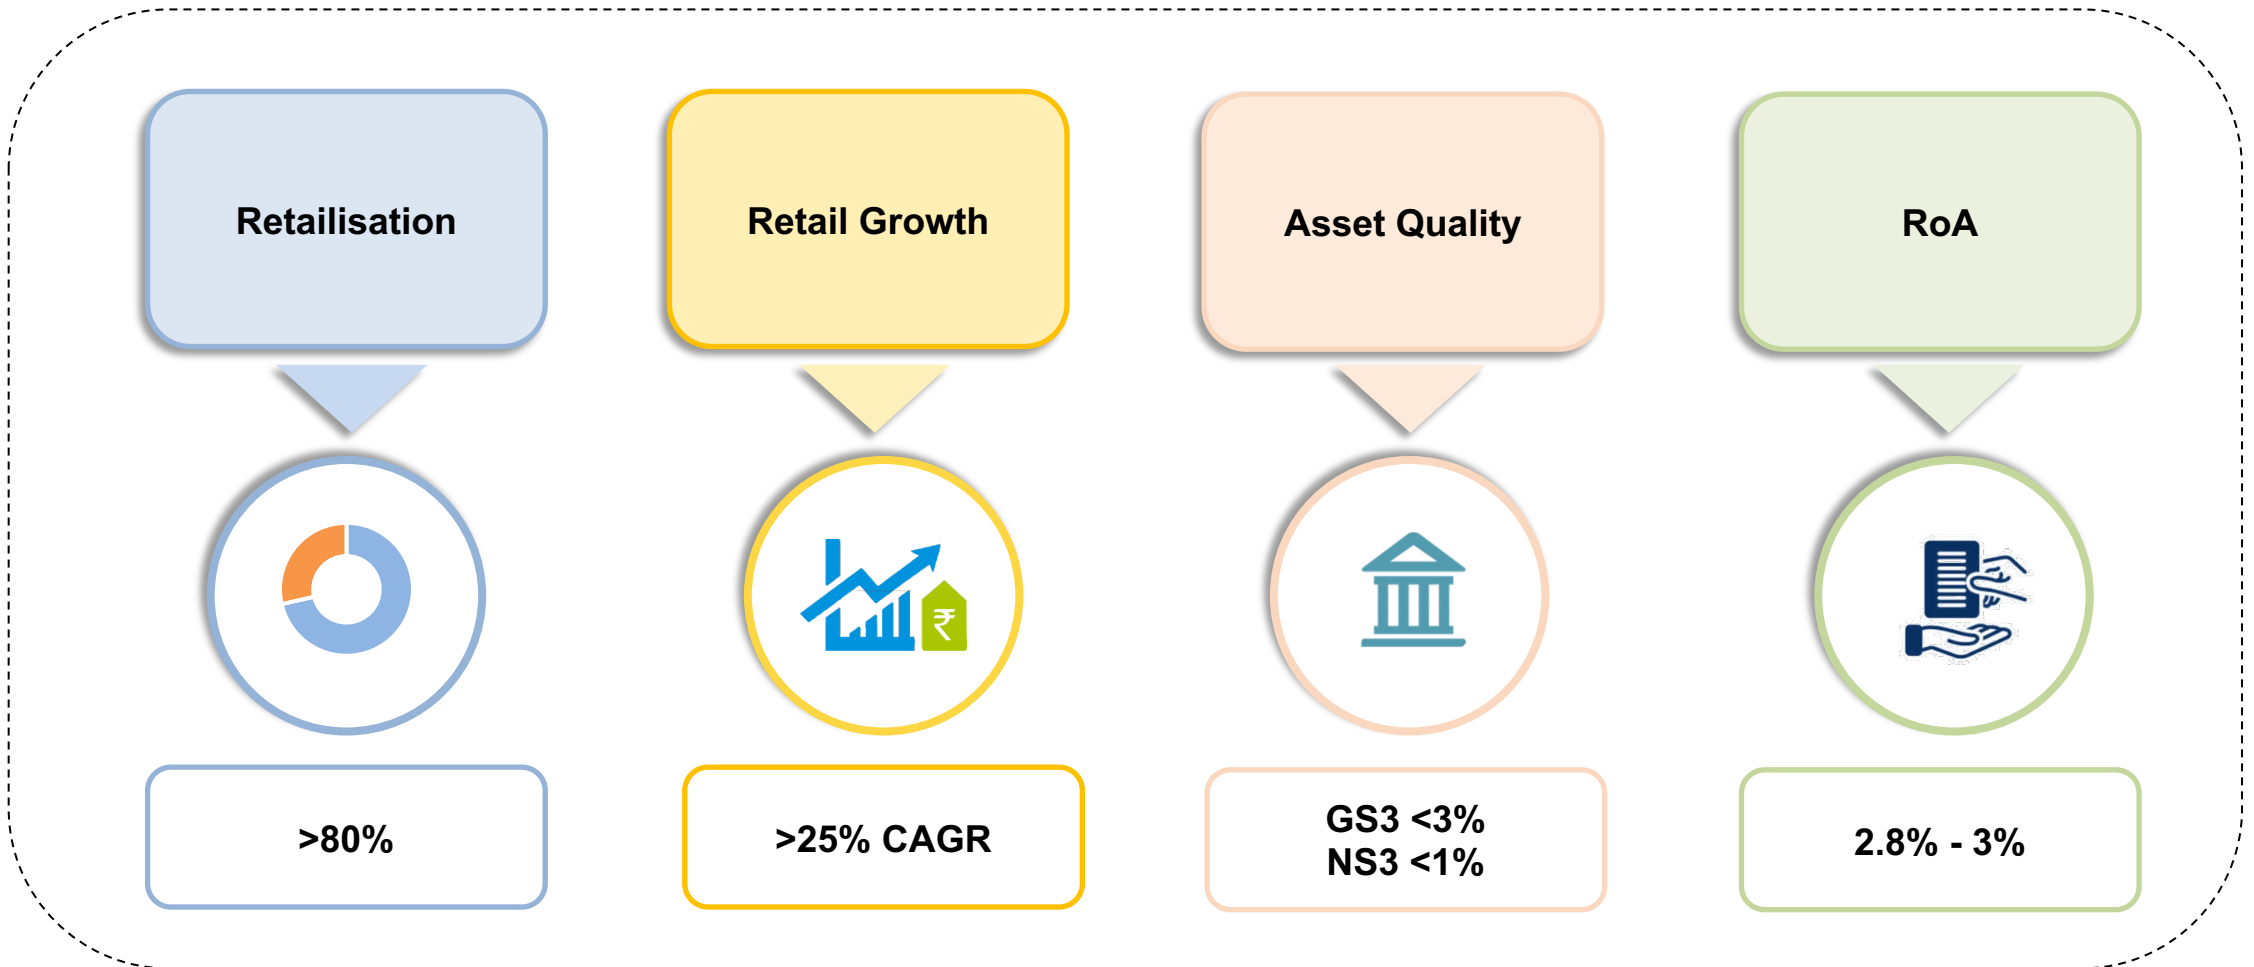 Retailisation
Retail Growth
Asset Quality
RoA
₹
>80%
>25% CAGR
GS3 <3%
NS3 <1%
2.8% - 3%